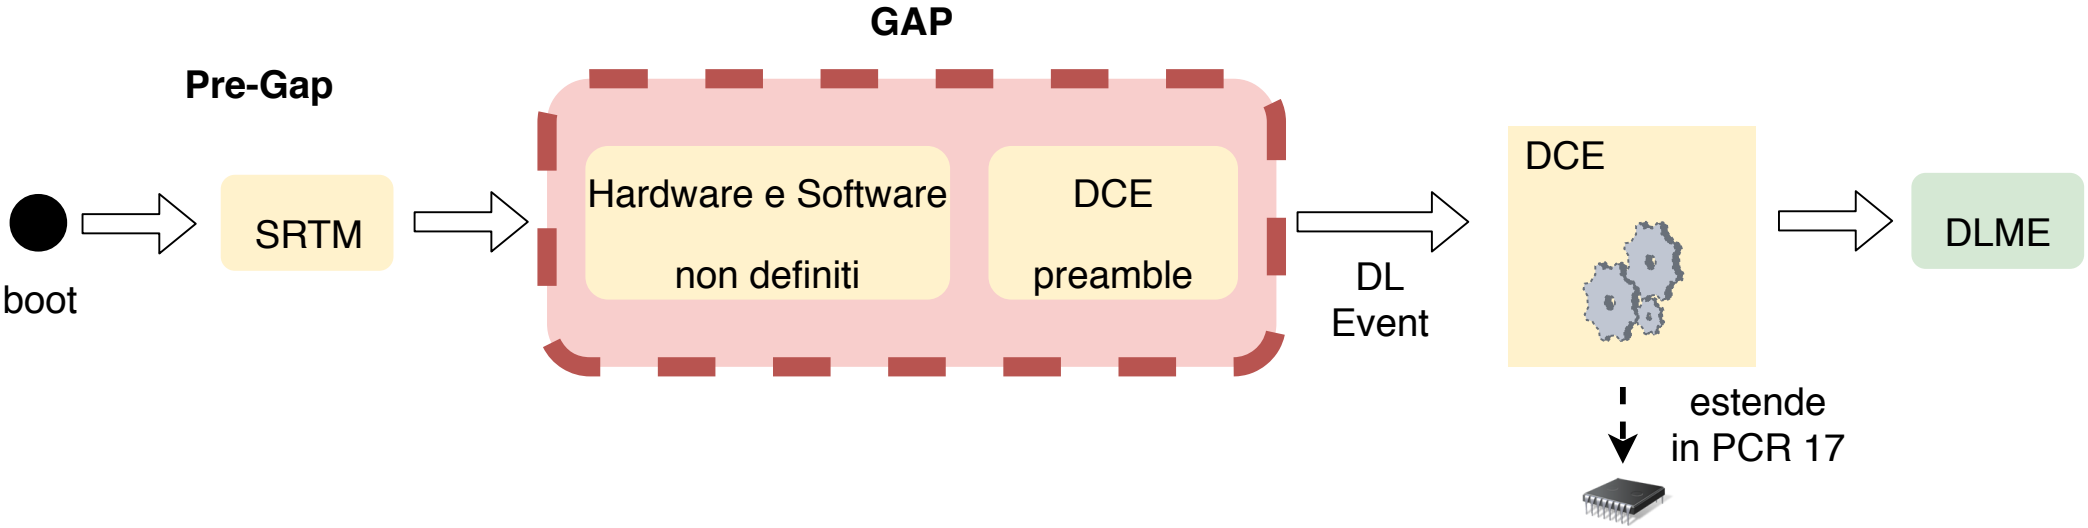 GAP
Pre-Gap
boot
SRTM
Hardware e Software
non definiti
DCE
preamble
DL
Event
DCE
estende
in PCR 17
DLME